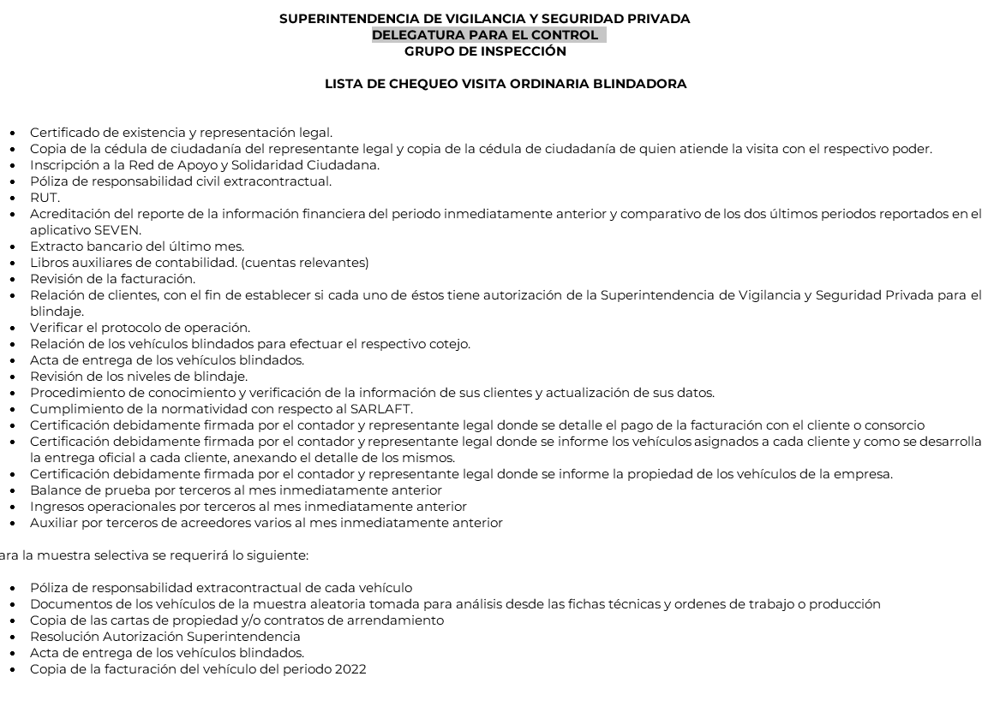 SUPERINTENDENCIA DE VIGILANCIA Y SEGURIDAD PRIVADA
DELEGATURA PARA EL CONTROL
GRUPO DE INSPECCIÓN
LISTA DE CHEQUEO VISITA ORDINARIA BLINDADORA
• Certificado de existencia y representación legal.
• Copia de la cédula de ciudadanía del representante legal y copia de la cédula de ciudadanía de quien atiende la visita con el respectivo poder.
• Inscripción a la Red de Apoyo y Solidaridad Ciudadana.
• Póliza de responsabilidad civil extracontractual.
• RUT.
• Acreditación del reporte de la información financiera del periodo inmediatamente anterior y comparativo de los dos últimos periodos reportados en el
aplicativo SEVEN.
• Extracto bancario del último mes.
• Libros auxiliares de contabilidad. (cuentas relevantes)
• Revisión de la facturación.
• Relación de clientes, con el fin de establecer si cada uno de éstos tiene autorización de la Superintendencia de Vigilancia y Seguridad Privada para el
blindaje.
• Verificar el protocolo de operación.
• Relación de los vehículos blindados para efectuar el respectivo cotejo.
• Acta de entrega de los vehículos blindados.
• Revisión de los niveles de blindaje.
• Procedimiento de conocimiento y verificación de la información de sus clientes y actualización de sus datos.
• Cumplimiento de la normatividad con respecto al SARLAFT.
• Certificación debidamente firmada por el contador y representante legal donde se detalle el pago de la facturación con el cliente o consorcio
• Certificación debidamente firmada por el contador y representante legal donde se informe los vehículos asignados a cada cliente y como se desarrolla
la entrega oficial a cada cliente, anexando el detalle de los mismos.
• Certificación debidamente firmada por el contador y representante legal donde se informe la propiedad de los vehículos de la empresa.
• Balance de prueba por terceros al mes inmediatamente anterior
• Ingresos operacionales por terceros al mes inmediatamente anterior
• Auxiliar por terceros de acreedores varios al mes inmediatamente anterior
ara la muestra selectiva se requerirá lo siguiente:
• Póliza de responsabilidad extracontractual de cada vehículo
• Documentos de los vehículos de la muestra aleatoria tomada para análisis desde las fichas técnicas y ordenes de trabajo o producción
• Copia de las cartas de propiedad y/o contratos de arrendamiento
• Resolución Autorización Superintendencia
• Acta de entrega de los vehículos blindados.
• Copia de la facturación del vehículo del periodo 2022